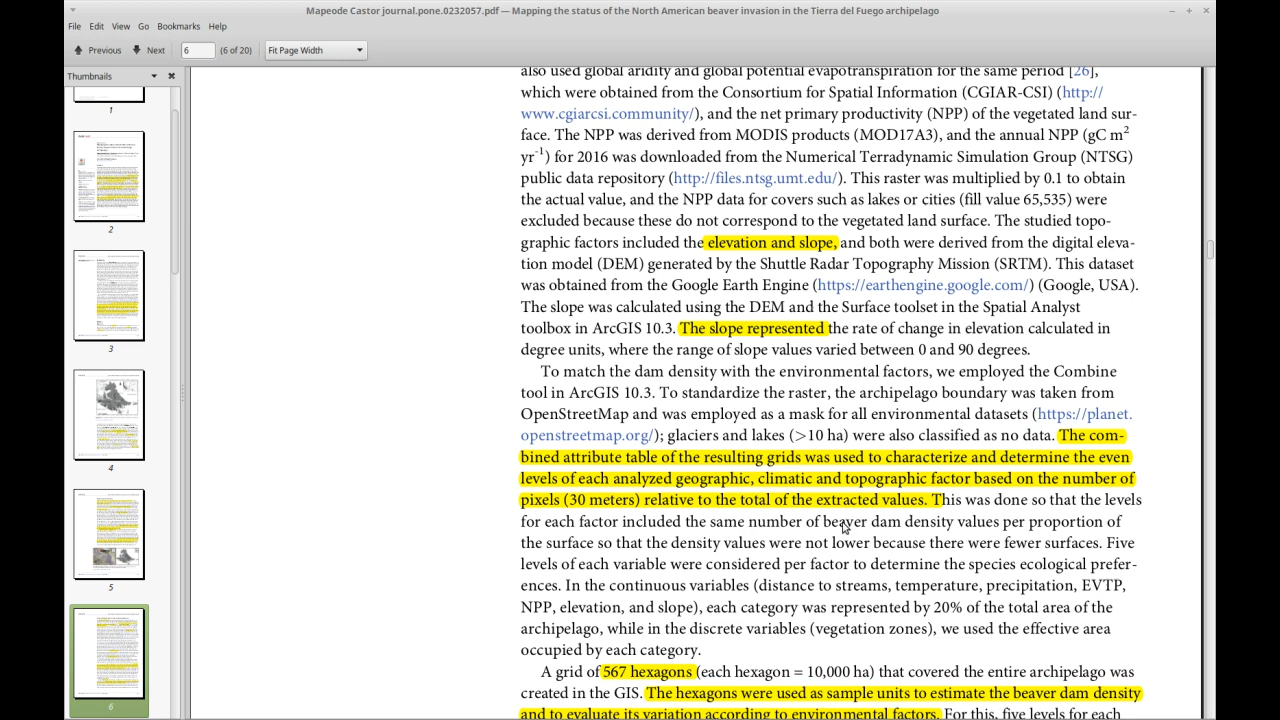 Mapeode Castor journal.pone.0232057.pdf — Mapping the status of the North American beaver invasion in the Tierra del Fuego archipelago
File Edit View Go Bookmarks Help
Previous Next 6 (6 of 20) Fit Page Width
Thumbnails
1
2
3
4
5
6
also used global aridity and global potential evapotranspiration for the same period [26],
which were obtained from the Consortium for Spatial Information (CGIAR-CSI) (http://
www.cgiarcsi.community/), and the net primary productivity (NPP) of the vegetated land sur-
face. The NPP was derived from MODIS products (MOD17A3), and the annual NPP (gC m2
yr-1) for 2016 was downloaded from the Numerical Terradynamic Simulation Group (NTSG)
power data repository (http://files.ntsg.umt.edu/). This raster was multiplied by 0.1 to obtain
the actual value, and the NPP data for areas such as lakes or cities (fill value 65,535) were
excluded because these do not correspond to the vegetated land surface. The studied topo-
graphic factors included the elevation and slope, and both were derived from the digital eleva-
tion model (DEM) generated by the Shuttle Radar Topography Mission (SRTM). This dataset
was obtained from the Google Earth Engine (https://earthengine.google.com/) (Google, USA).
The slope was calculated using the DEM and the Surface toolset in the Spatial Analyst
toolbox in ArcGIS 10.3. The slope represented the rate of change in elevation calculated in
degree units, where the range of slope values varied between 0 and 90 degrees.
To match the dam density with the environmental factors, we employed the Combine
tool in ArcGIS 10.3. To standardize the raster, the archipelago boundary was taken from
OpenStreetMap and was employed as a mask for all environmental datasets (https://planet.
openstreetmap.org/); glaciers and lakes (>10 ha) were also classified as no data. The com-
bined attribute table of the resulting grids was used to characterize and determine the even
levels of each analyzed geographic, climatic and topographic factor based on the number of
pixels (30 meters) relative to the total of the extracted values. This was done so that the levels
for each factor included the same number of beaver dam density values per proportion of
the surface so that the density values were not lower because there were fewer surfaces. Five
levels of each variable were considered per factor to determine the species ecological prefer-
ences. In the continuous variables (distance to streams, temperature, precipitation, EVTP,
NPP, elevation, and slope), each category was represented by 20% of the total area of the
archipelago, while in the discrete variable (vegetation zones), we used the effective area
occupied by each category.
A grid of 567 hexagons (each hexagon = 10,000 ha) that covered the entire archipelago was
created in the GIS. The hexagons were used as sample units to estimate the beaver dam density
and to evaluate its variation according to environmental factors. For this, five levels for each